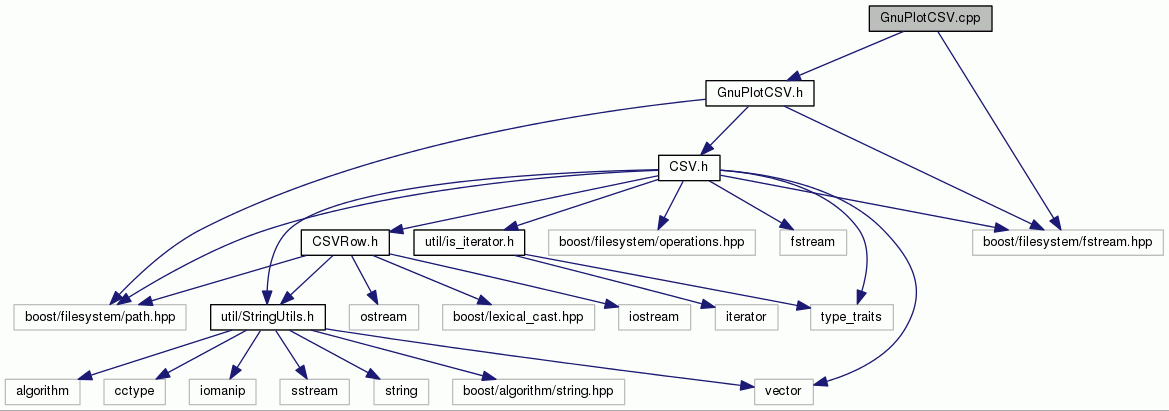 GnuPlotCSV.cpp
GnuPlotCSV.h
CSV.h
CSVRow.h
util/is_iterator.h
boost/filesystem/operations.hpp
fstream
boost/filesystem/fstream.hpp
boost/filesystem/path.hpp
util/StringUtils.h
ostream
boost/lexical_cast.hpp
iostream
iterator
type_traits
algorithm
cctype
iomanip
sstream
string
boost/algorithm/string.hpp
vector